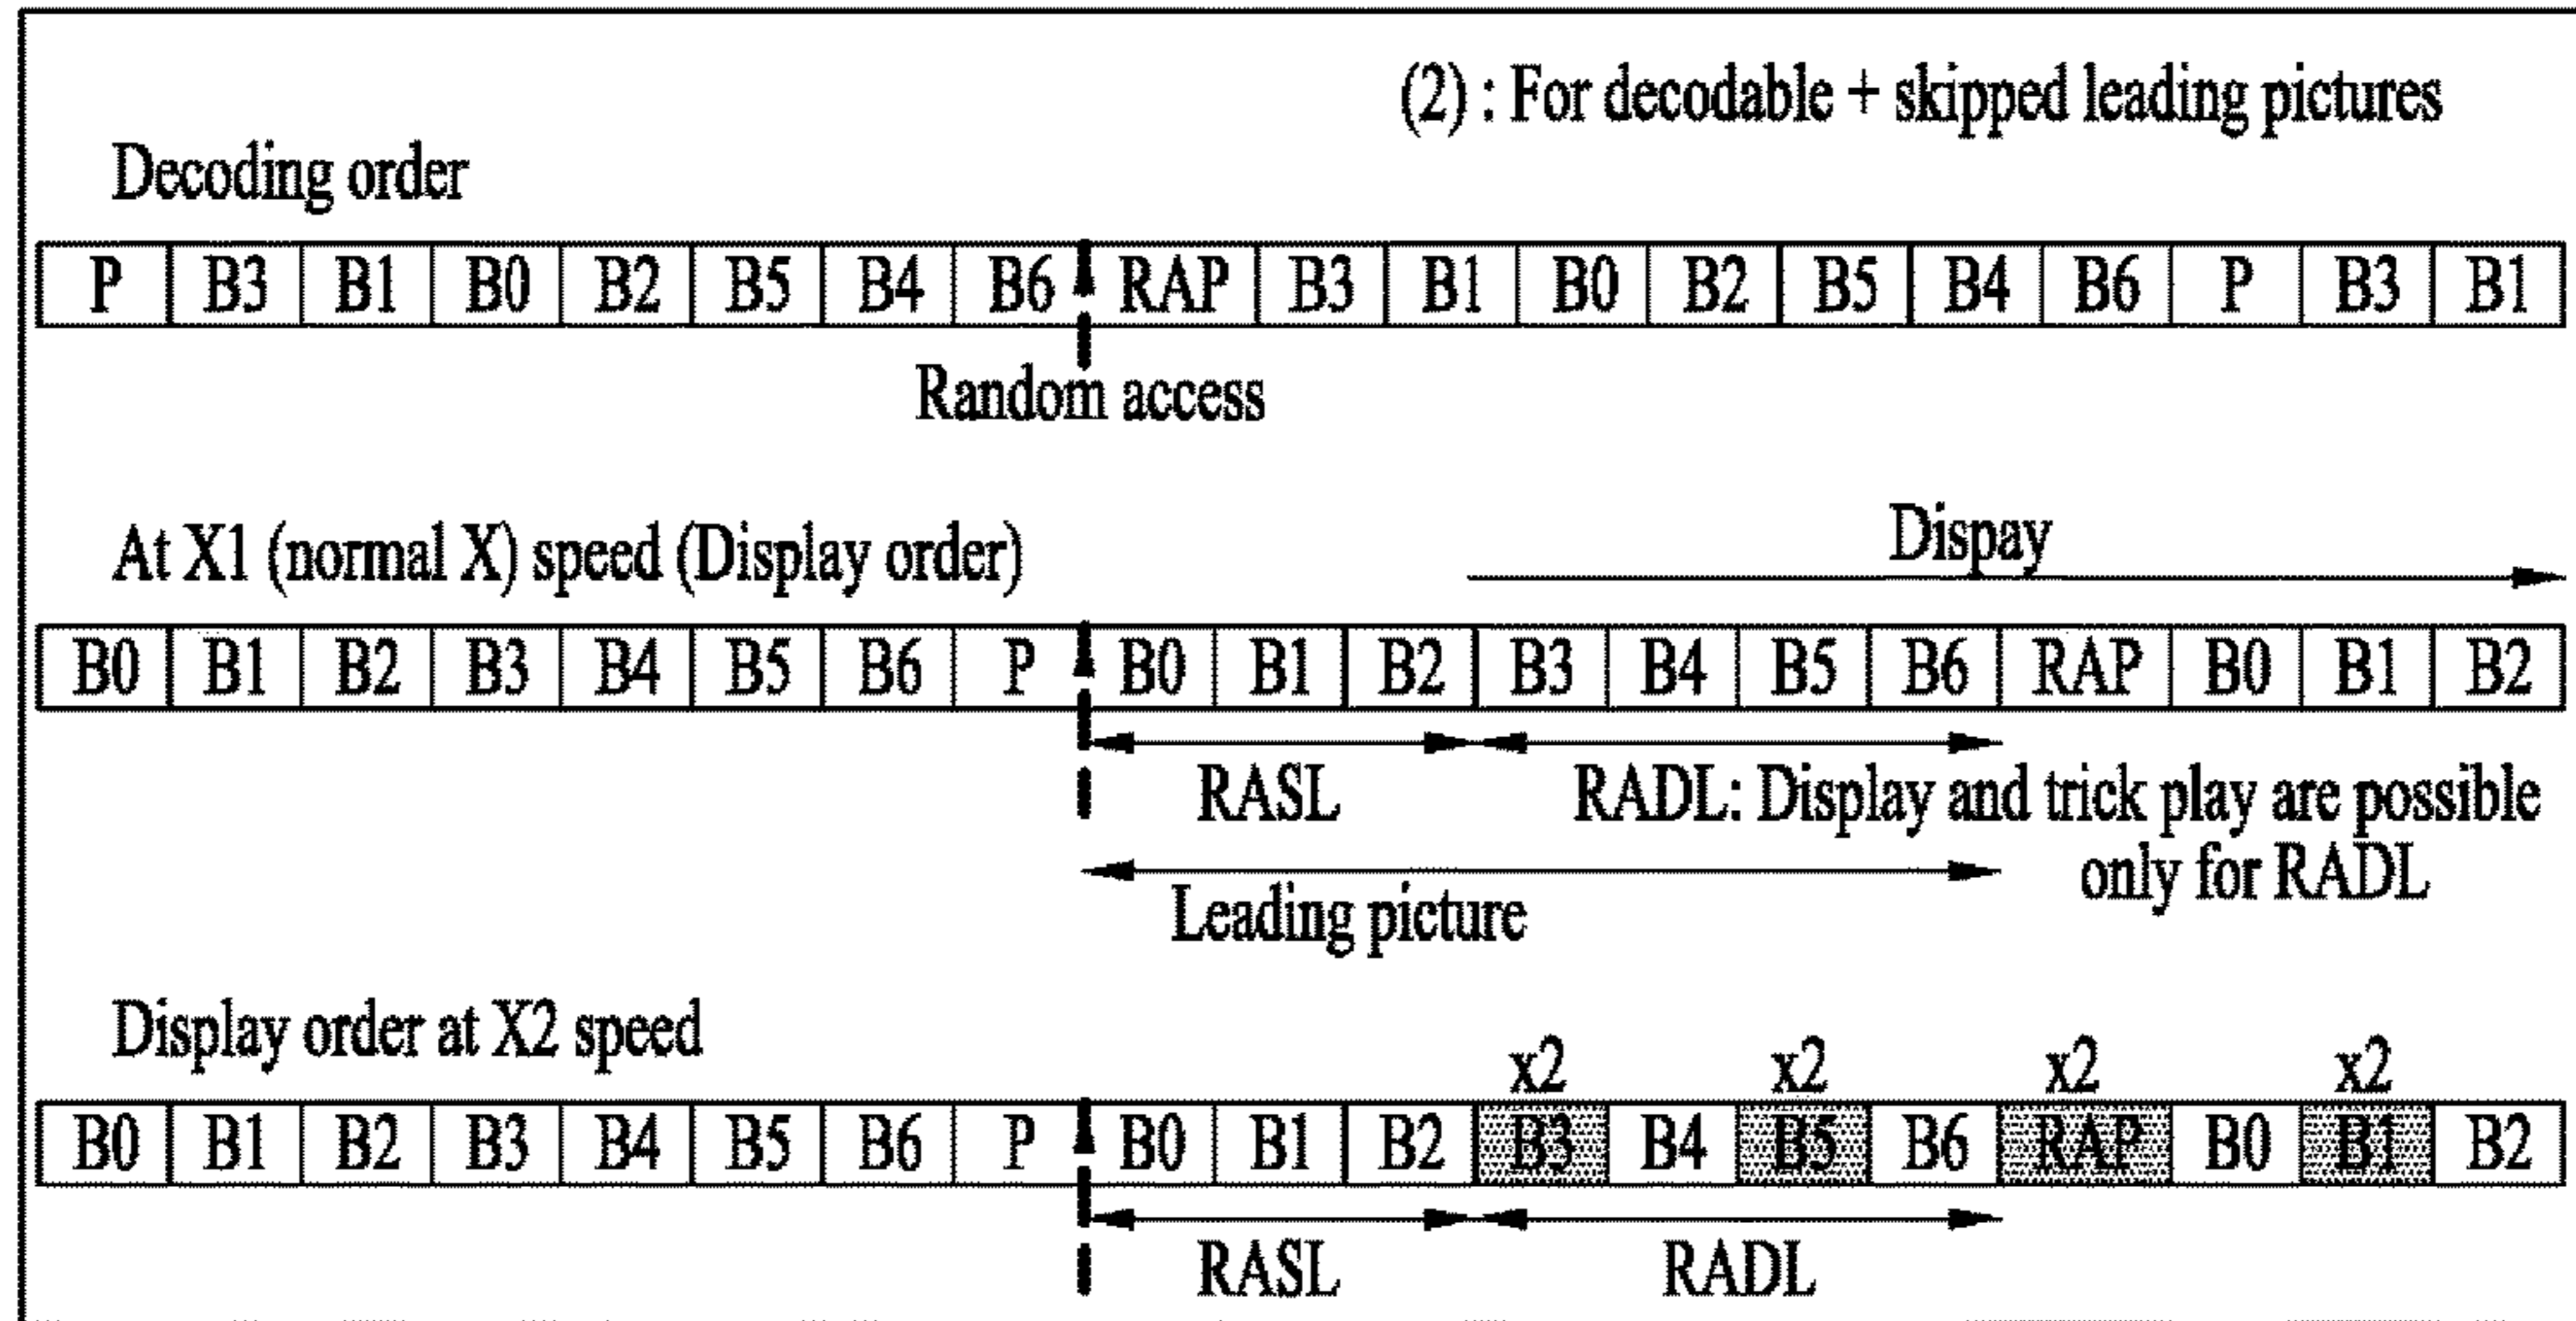 (2) : For decodable + skipped leading pictures
Decoding order
P B3 B1 B0 B2 B5 B4 B6 RAP B3 B1 B0 B2 B5 B4 B6 P B3 B1
Random access
At X1 (normal X) speed (Display order)
Dispay
B0 B1 B2 B3 B4 B5 B6 P B0 B1 B2 B3 B4 B5 B6 RAP B0 B1 B2
RASL
RADL: Display and trick play are possible
only for RADL
Leading picture
Display order at X2 speed
x2 x2 x2 x2
B0 B1 B2 B3 B4 B5 B6 P B0 B1 B2 B3 B4 B5 B6 RAP B0 B1 B2
RASL RADL